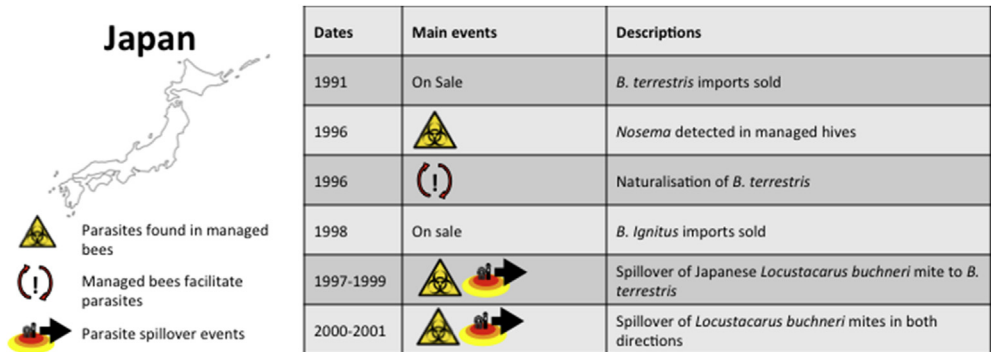 Japan
Parasites found in managed
bees
Managed bees facilitate
parasites
Parasite spillover events
Dates Main events Descriptions
1991 On Sale B. terrestris imports sold
1996 Nosema detected in managed hives
1996 Naturalisation of B. terrestris
1998 On sale B. Ignitus imports sold
1997-1999 Spillover of Japanese Locustacarus buchneri mite to B.
terrestris
2000-2001 Spillover of Locustacarus buchneri mites in both
directions